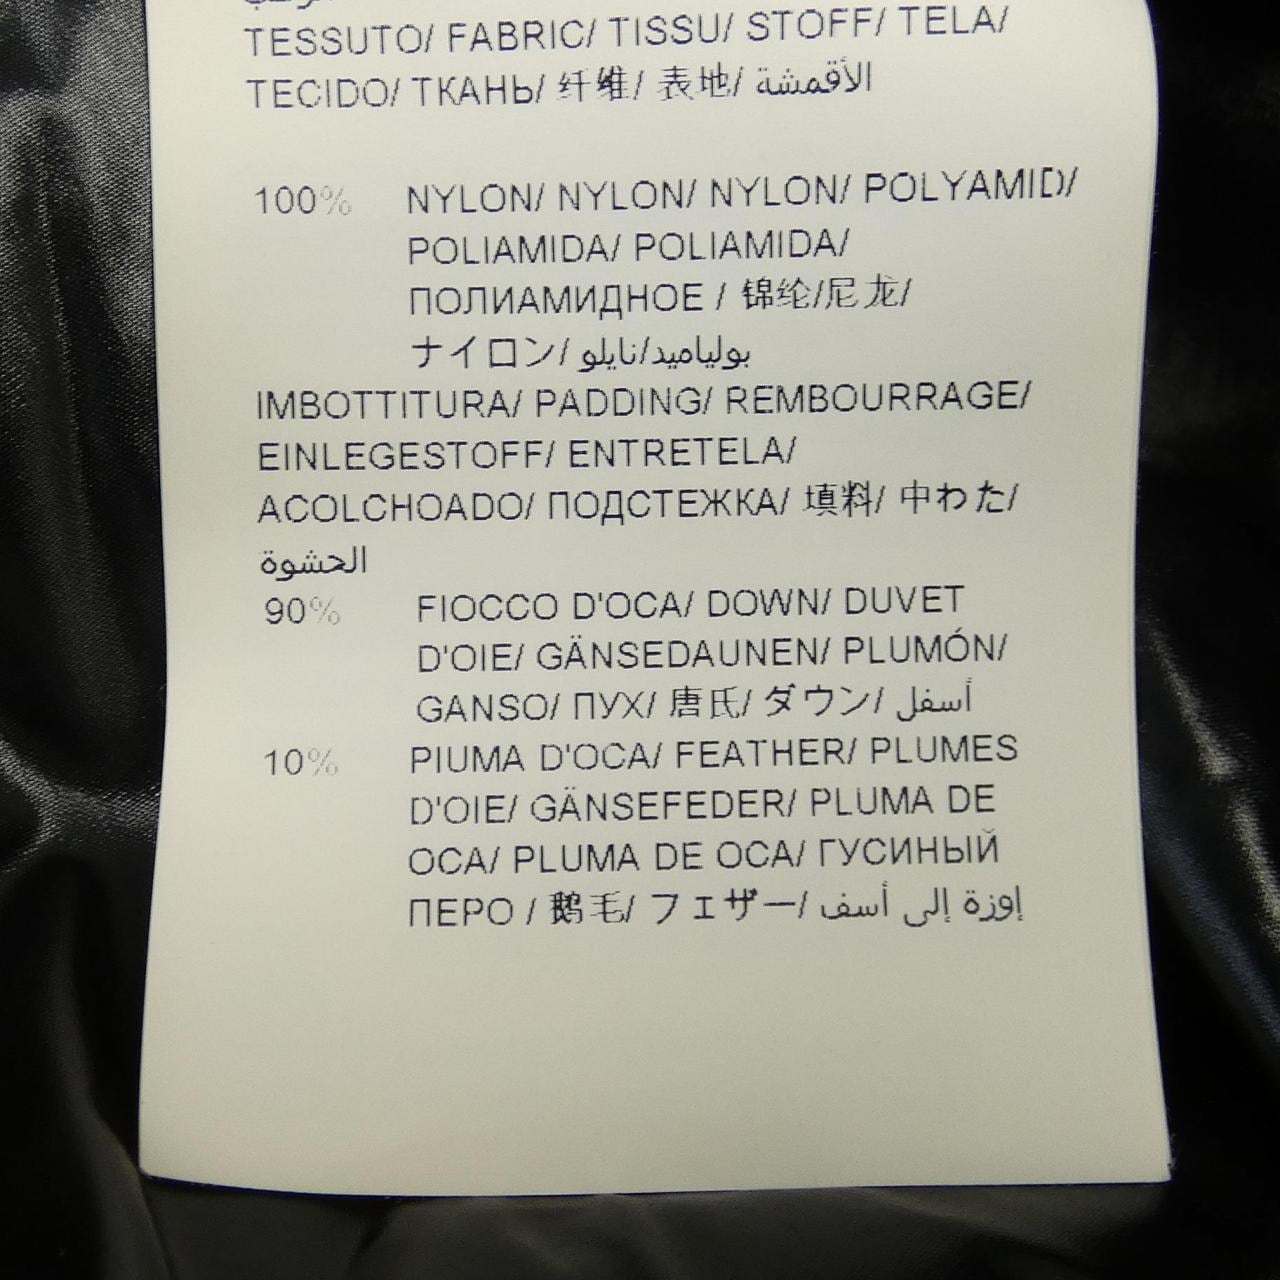 TESSUTO/ FABRIC/ TISSU/ STOFF/ TELA/
TECIDO/ ТКАНЬ/ 纤维/ 表地/ الأقمشة
100% NYLON/ NYLON/ NYLON/ POLYAMID/
POLIAMIDA/ POLIAMIDA/
ПОЛИАМИДНОЕ / 锦纶/尼龙/
ナイロン/ بولياميد/نايلو
IMBOTTITURA/ PADDING/ REMBOURRAGE/
EINLEGESTOFF/ ENTRETELA/
ACOLCHOADO/ ПОДСТЕЖКА/ 填料/ 中わた/
الحشوة
90% FIOCCO D'OCA/ DOWN/ DUVET
D'OIE/ GÄNSEDAUNEN/ PLUMÓN/
GANSO/ ПУХ/ 唐氏/ ダウン/ أسفل
10% PIUMA D'OCA/ FEATHER/ PLUMES
D'OIE/ GÄNSEFEDER/ PLUMA DE
OCA/ PLUMA DE OCA/ ГУСИНЫЙ
ПЕРО / 鹅毛/ フェザー/ إوزة إلى أسف